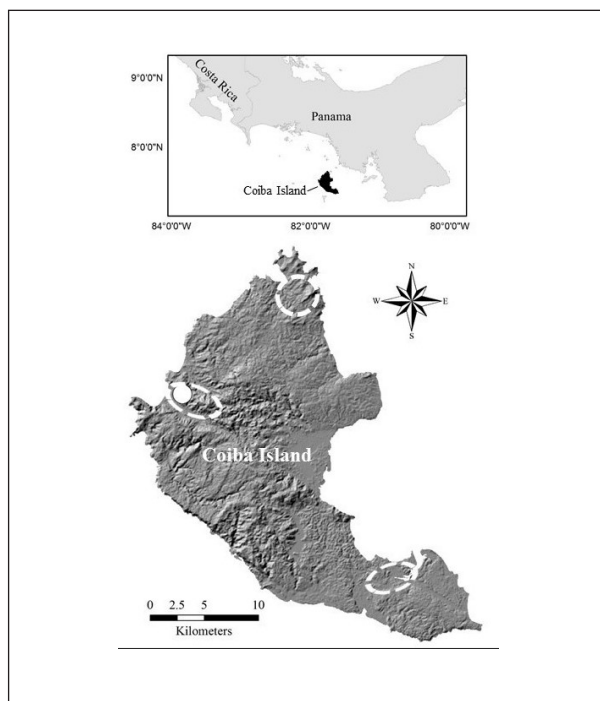 9°0'0"N
Costa Rica
Panama
8°0'0"N
Coiba Island
84°0'0"W
82°0'0"W
80°0'0"W
N
W
E
S
Coiba Island
0 2.5 5 10
Kilometers